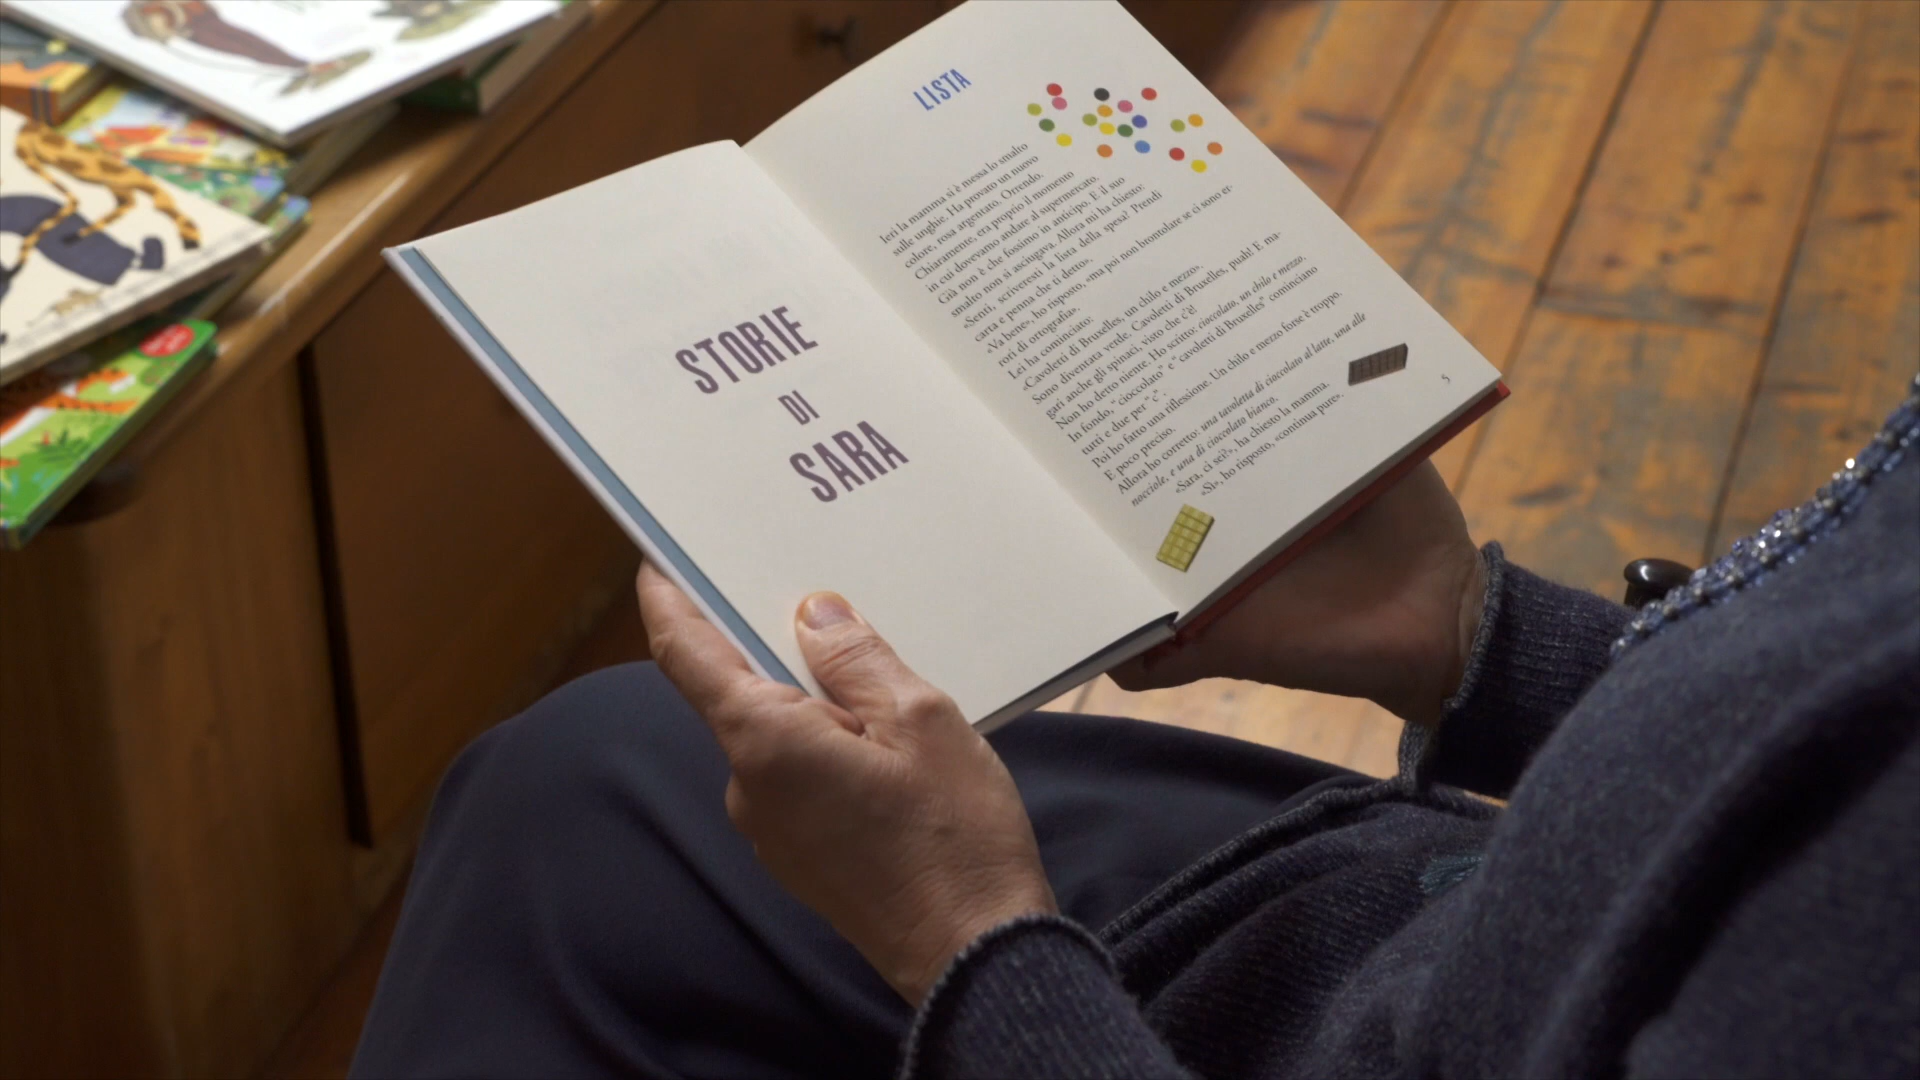 STORIE
DI
SARA
LISTA
Ieri la mamma si è messa lo smalto
sulle unghie. Ha provato un nuovo
colore, rosa argentato. Orrendo.
Chiaramente, era proprio il momento
in cui dovevamo andare al supermercato.
Già non è che fossimo in anticipo. E il suo
smalto non si asciugava. Allora mi ha chiesto:
«Senti, scriveresti la lista della spesa? Prendi
carta e penna che ti detto».
«Va bene», ho risposto, «ma poi non brontolare se ci sono er-
rori di ortografia».
Lei ha cominciato:
«Cavoletti di Bruxelles, un chilo e mezzo».
Sono diventata verde. Cavoletti di Bruxelles, puah! E ma-
gari anche gli spinaci, visto che c'è!
Non ho detto niente. Ho scritto: cioccolato, un chilo e mezzo.
In fondo, "cioccolato" e "cavoletti di Bruxelles" cominciano
tutti e due per "c".
Poi ho fatto una riflessione. Un chilo e mezzo forse è troppo.
E poco preciso.
Allora ho corretto: una tavoletta di cioccolato al latte, una alle
nocciole, e una di cioccolato bianco.
«Sara, ci sei?», ha chiesto la mamma.
«Sì», ho risposto, «continua pure».
5